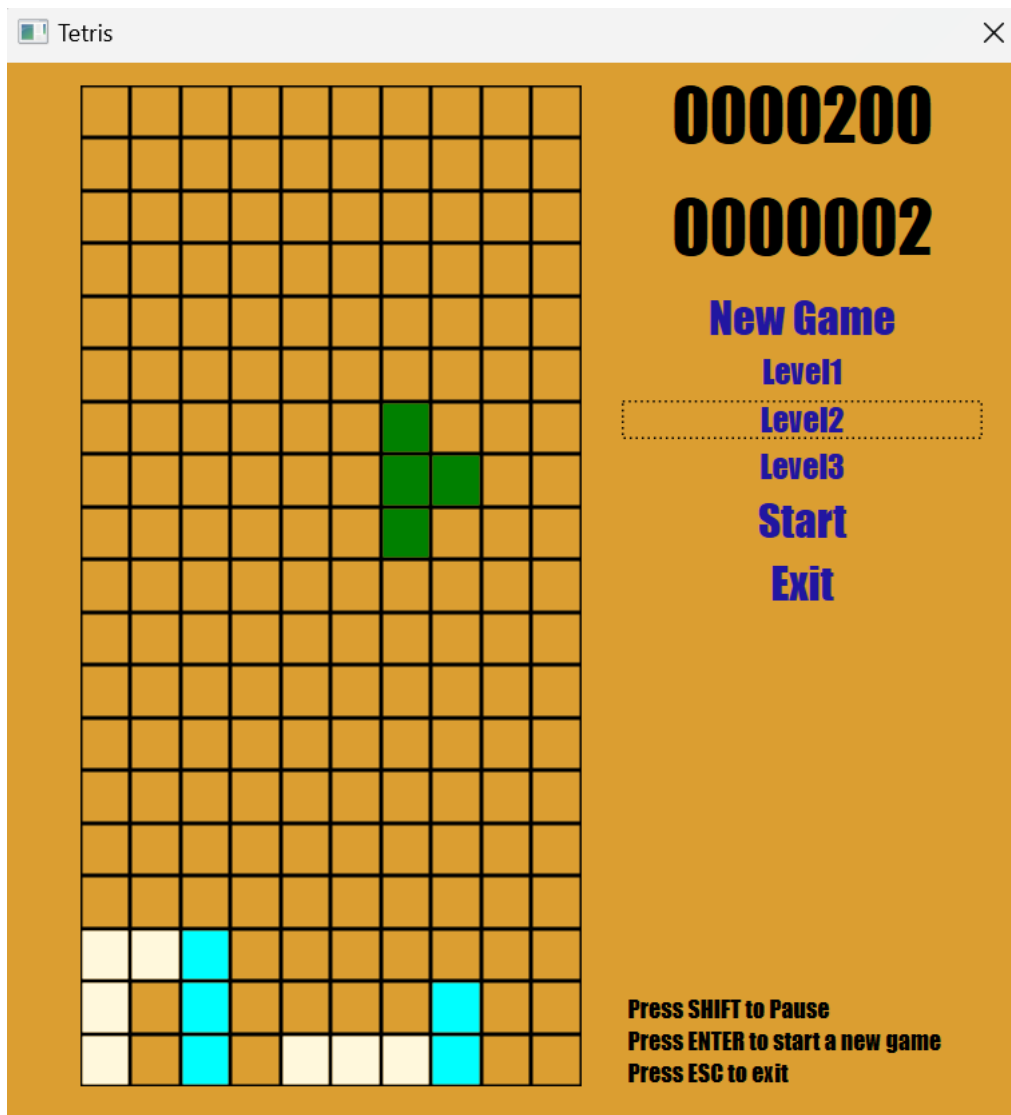 Tetris
0000200
0000002
New Game
Level1
Level2
Level3
Start
Exit
Press SHIFT to Pause
Press ENTER to start a new game
Press ESC to exit